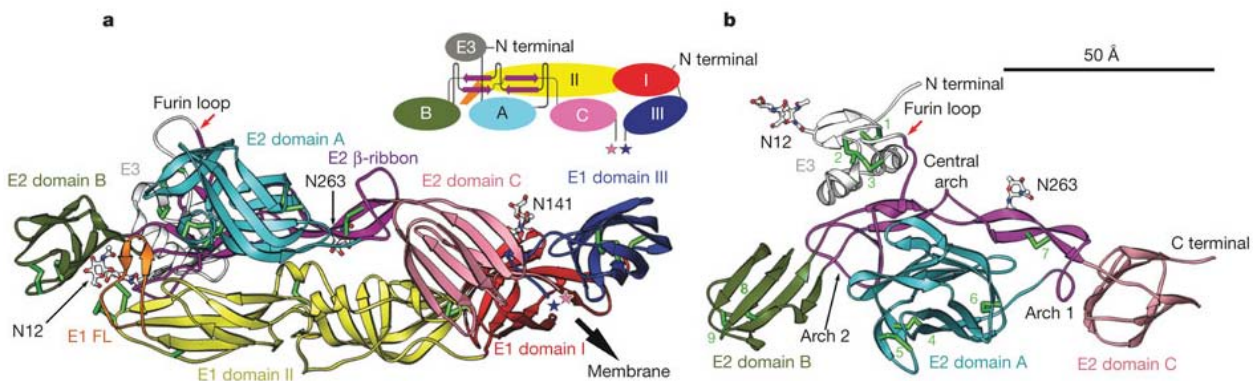 a
E3
N terminal
N terminal
II
I
B
A
C
III
Furin loop
E2 domain A
E3
E2 β-ribbon
E2 domain B
N263
E2 domain C
E1 domain III
N141
N12
E1 FL
E1 domain II
E1 domain I
Membrane
b
50 Å
N terminal
Furin loop
N12
1
E3
2
3
Central
arch
N263
C terminal
7
8
6
9
Arch 2
5
4
Arch 1
E2 domain B
E2 domain A
E2 domain C